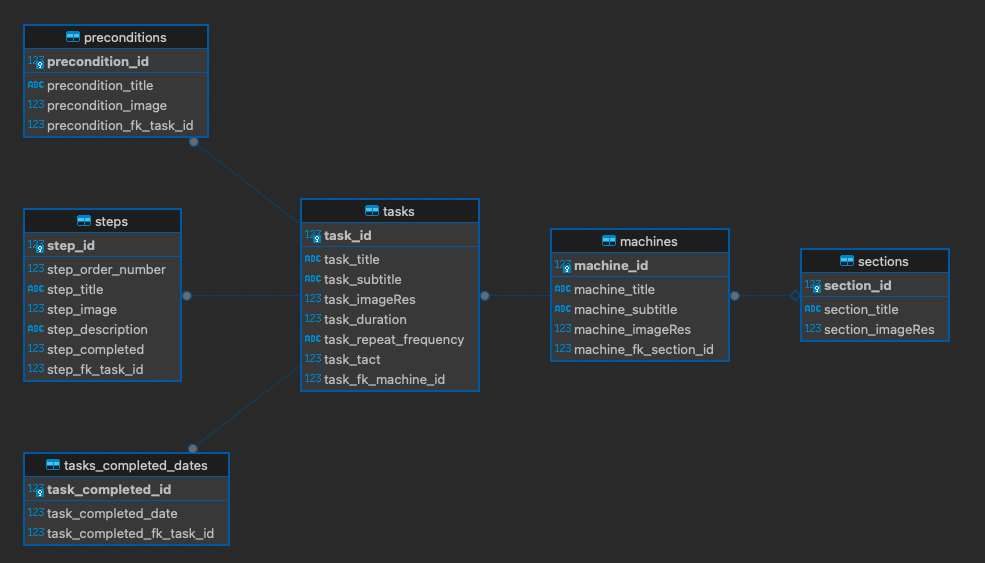 preconditions
123 precondition_id
ABC precondition_title
123 precondition_image
123 precondition_fk_task_id
steps
123 step_id
123 step_order_number
ABC step_title
123 step_image
ABC step_description
123 step_completed
123 step_fk_task_id
tasks_completed_dates
123 task_completed_id
123 task_completed_date
123 task_completed_fk_task_id
tasks
123 task_id
ABC task_title
ABC task_subtitle
123 task_imageRes
123 task_duration
ABC task_repeat_frequency
123 task_tact
123 task_fk_machine_id
machines
123 machine_id
ABC machine_title
ABC machine_subtitle
123 machine_imageRes
123 machine_fk_section_id
sections
123 section_id
ABC section_title
123 section_imageRes